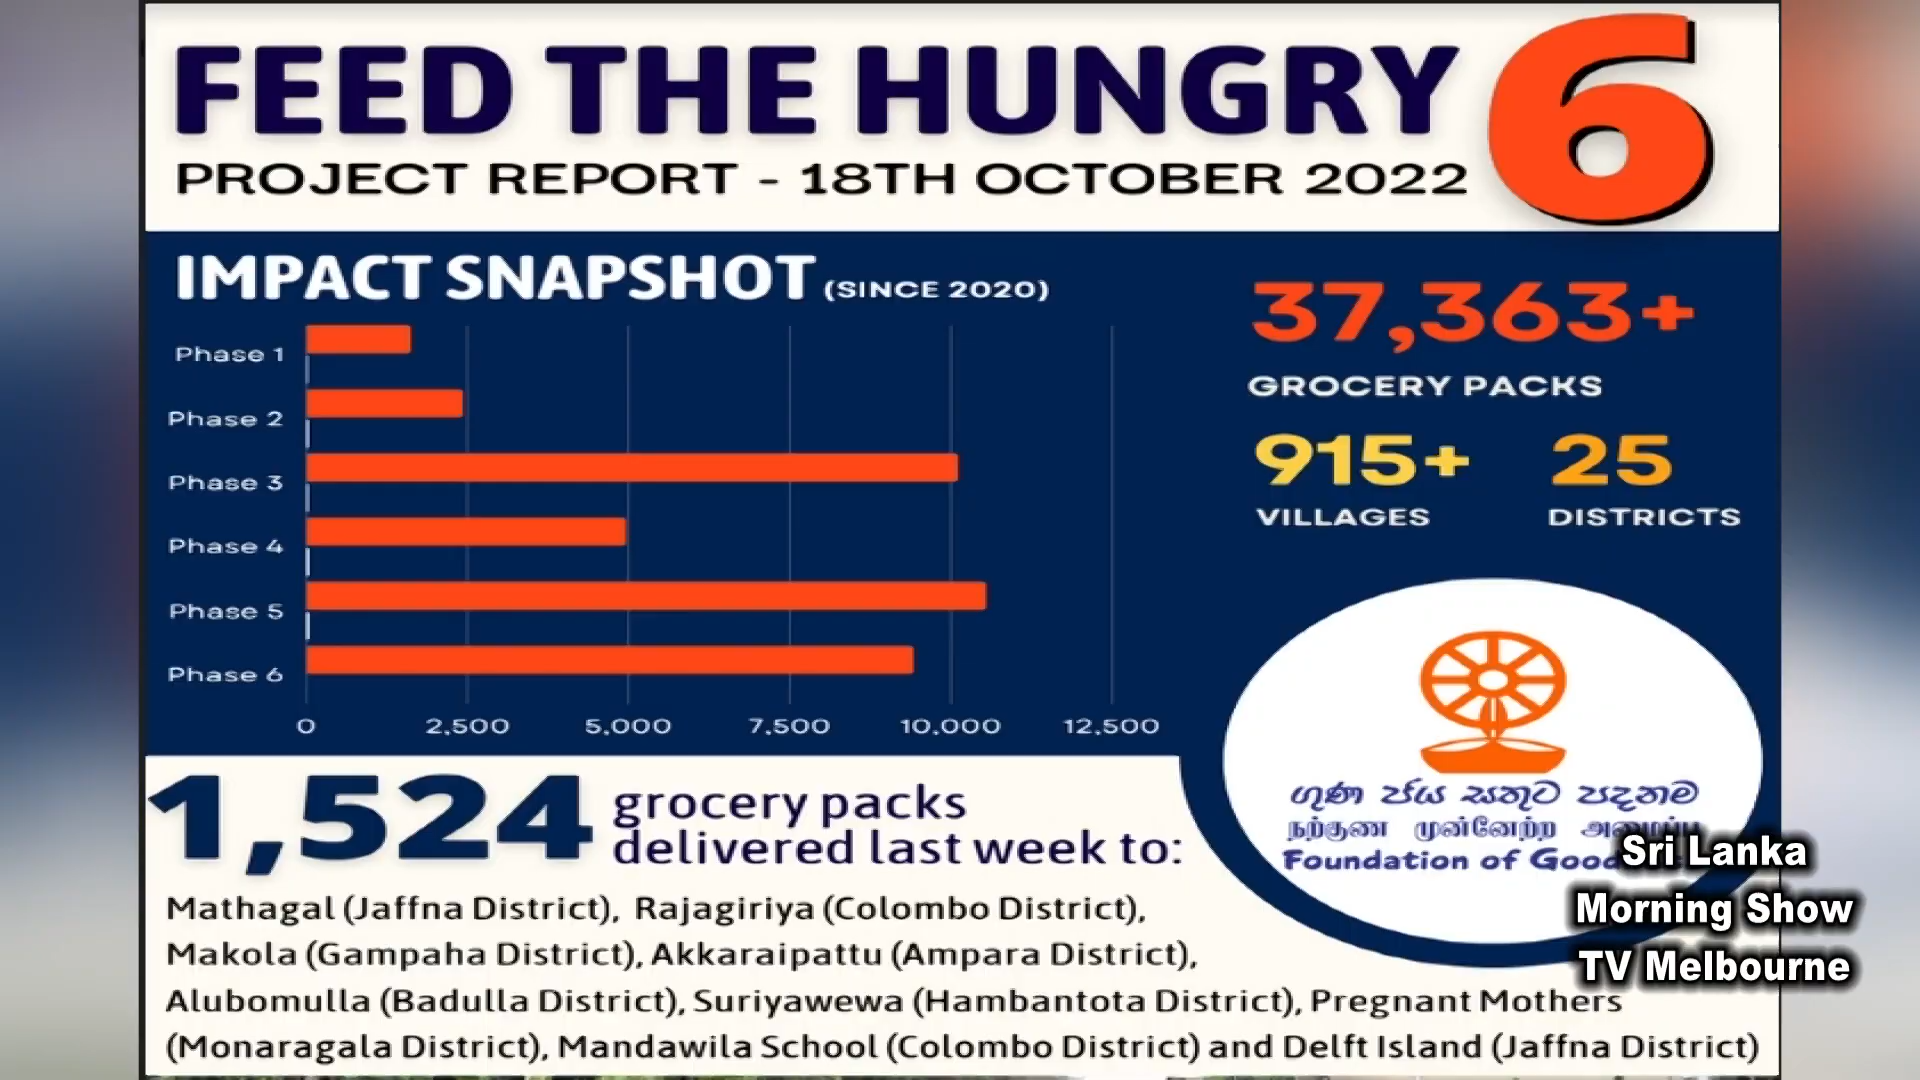 FEED THE HUNGRY 6
PROJECT REPORT - 18TH OCTOBER 2022
IMPACT SNAPSHOT (SINCE 2020)
Phase 1
Phase 2
Phase 3
Phase 4
Phase 5
Phase 6
0 2,500 5,000 7,500 10,000 12,500
37,363+
GROCERY PACKS
915+ 25
VILLAGES DISTRICTS
ගුණ ජය සතුට පදනම
நற்குண முன்னேற்ற
Foundation of
1,524 grocery packs
delivered last week to:
Mathagal (Jaffna District), Rajagiriya (Colombo District),
Makola (Gampaha District), Akkaraipattu (Ampara District),
Alubomulla (Badulla District), Suriyawewa (Hambantota District), Pregnant Mothers
(Monaragala District), Mandawila School (Colombo District) and Delft Island (Jaffna District)
Sri Lanka
Morning Show
TV Melbourne